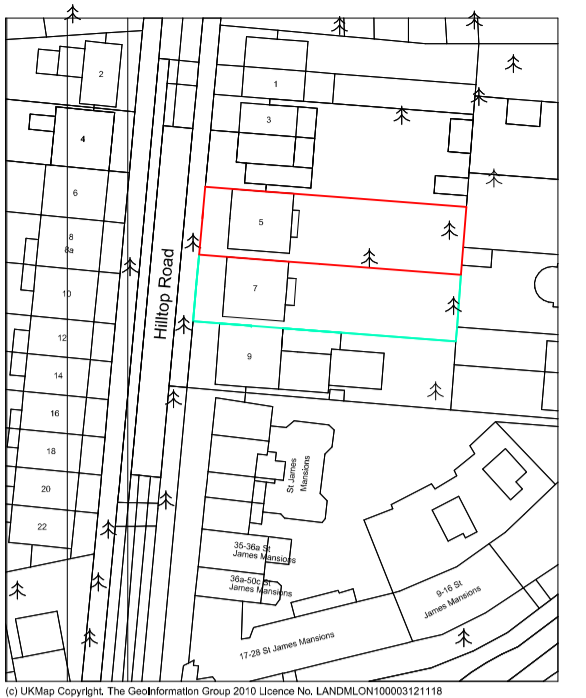 2
1
4
3
6
5
8
8a
7
10
12
9
14
16
18
20
22
Hilltop Road
St James
Mansions
35-36a St
James Mansions
36a-50c St
James Mansions
9-16 St
James Mansions
17-28 St James Mansions
(c) UKMap Copyright. The GeoInformation Group 2010 Licence No. LANDMLON100003121118